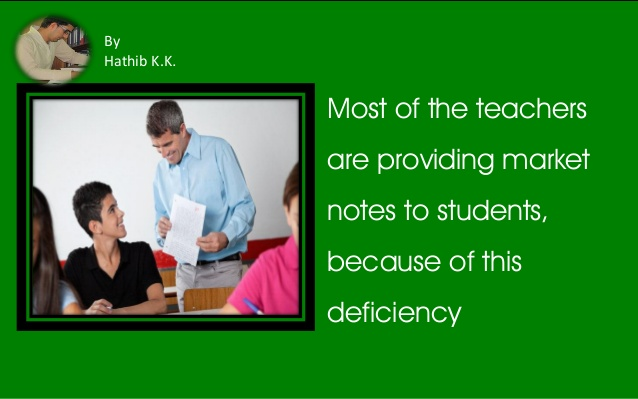 By
Hathib K.K.
Most of the teachers
are providing market
notes to students,
because of this
deficiency